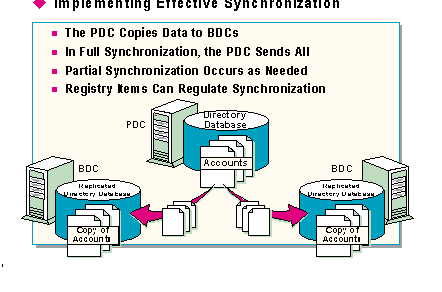 Implementing Effective Synchronization
The PDC Copies Data to BDCs
In Full Synchronization, the PDC Sends All
Partial Synchronization Occurs as Needed
Registry Items Can Regulate Synchronization
PDC
Directory
Database
Accounts
BDC
Replicated
Directory Database
Copy of
Accounts
BDC
Replicated
Directory Database
Copy of
Accounts